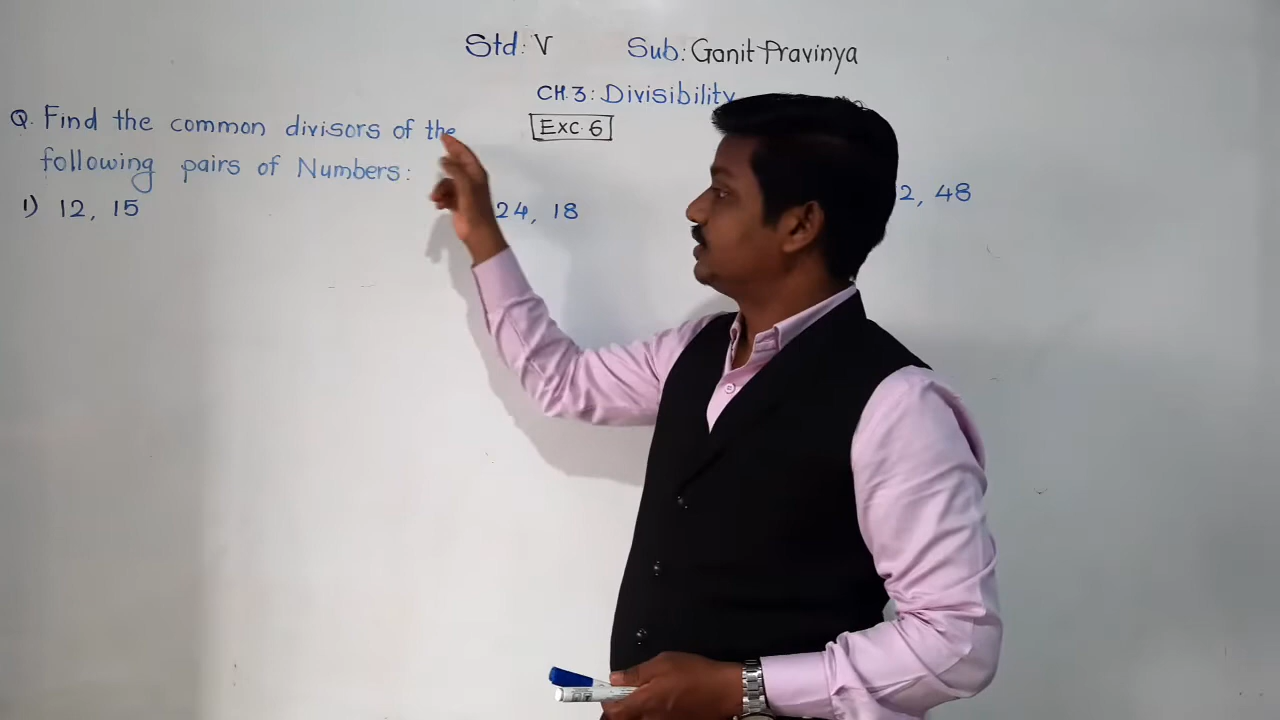 Std: V Sub: Ganit Pravinya
CH.3: Divisibility
Exc. 6
Q. Find the common divisors of the
following pairs of Numbers:
1) 12, 15
24, 18
2, 48